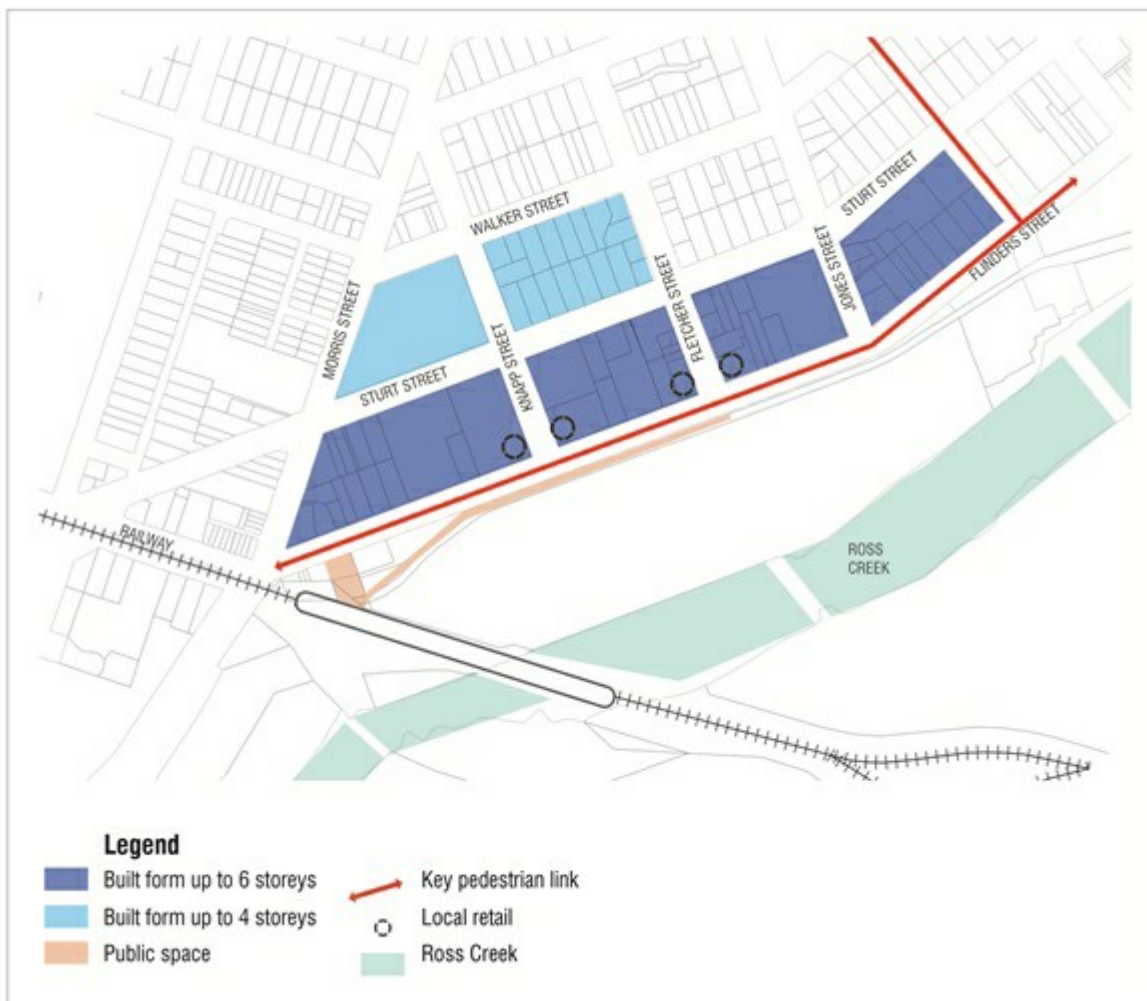 STURT STREET
WALKER STREET
FLINDERS STREET
JONES STREET
FLETCHER STREET
MORRIS STREET
KNAPP STREET
STURT STREET
RAILWAY
ROSS
CREEK
Legend
Built form up to 6 storeys
Built form up to 4 storeys
Public space
Key pedestrian link
Local retail
Ross Creek